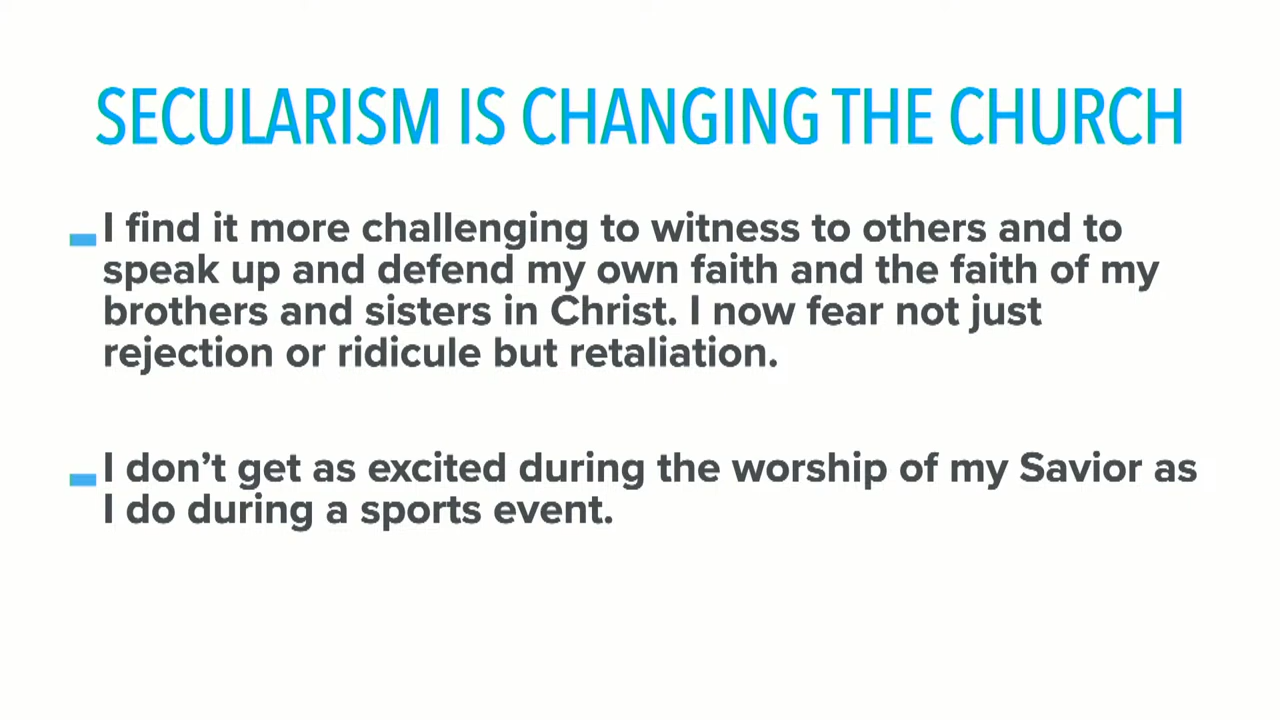 SECULARISM IS CHANGING THE CHURCH
I find it more challenging to witness to others and to
speak up and defend my own faith and the faith of my
brothers and sisters in Christ. I now fear not just
rejection or ridicule but retaliation.
I don’t get as excited during the worship of my Savior as
I do during a sports event.